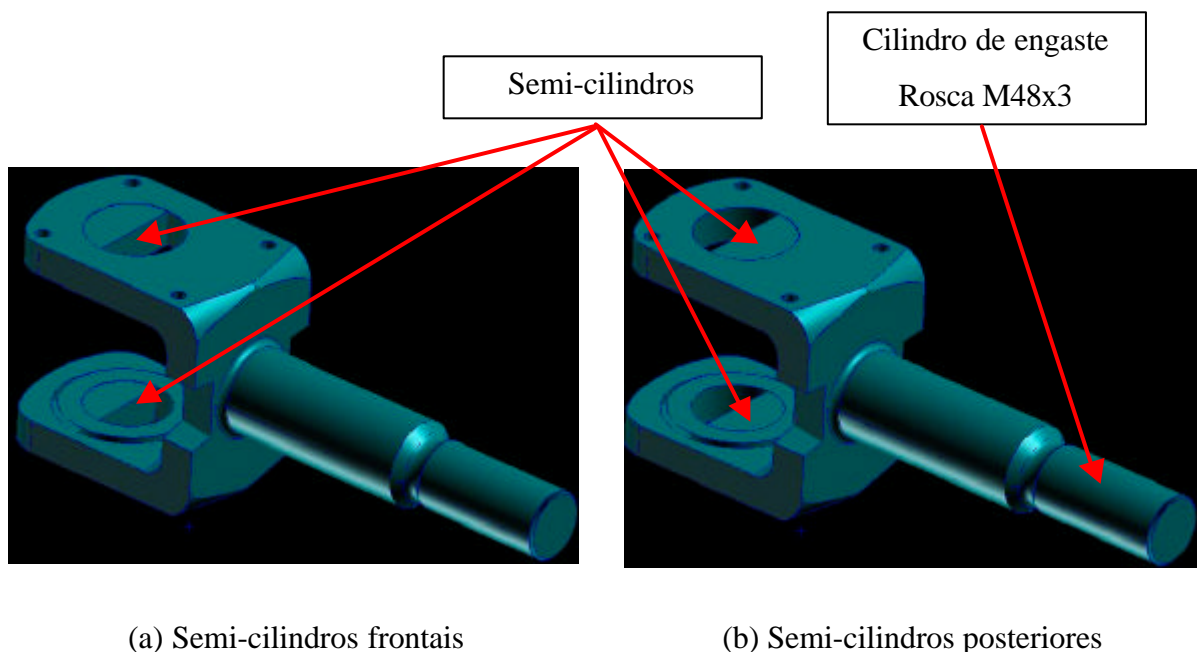 Cilindro de engaste
Rosca M48x3
Semi-cilindros
(a) Semi-cilindros frontais
(b) Semi-cilindros posteriores